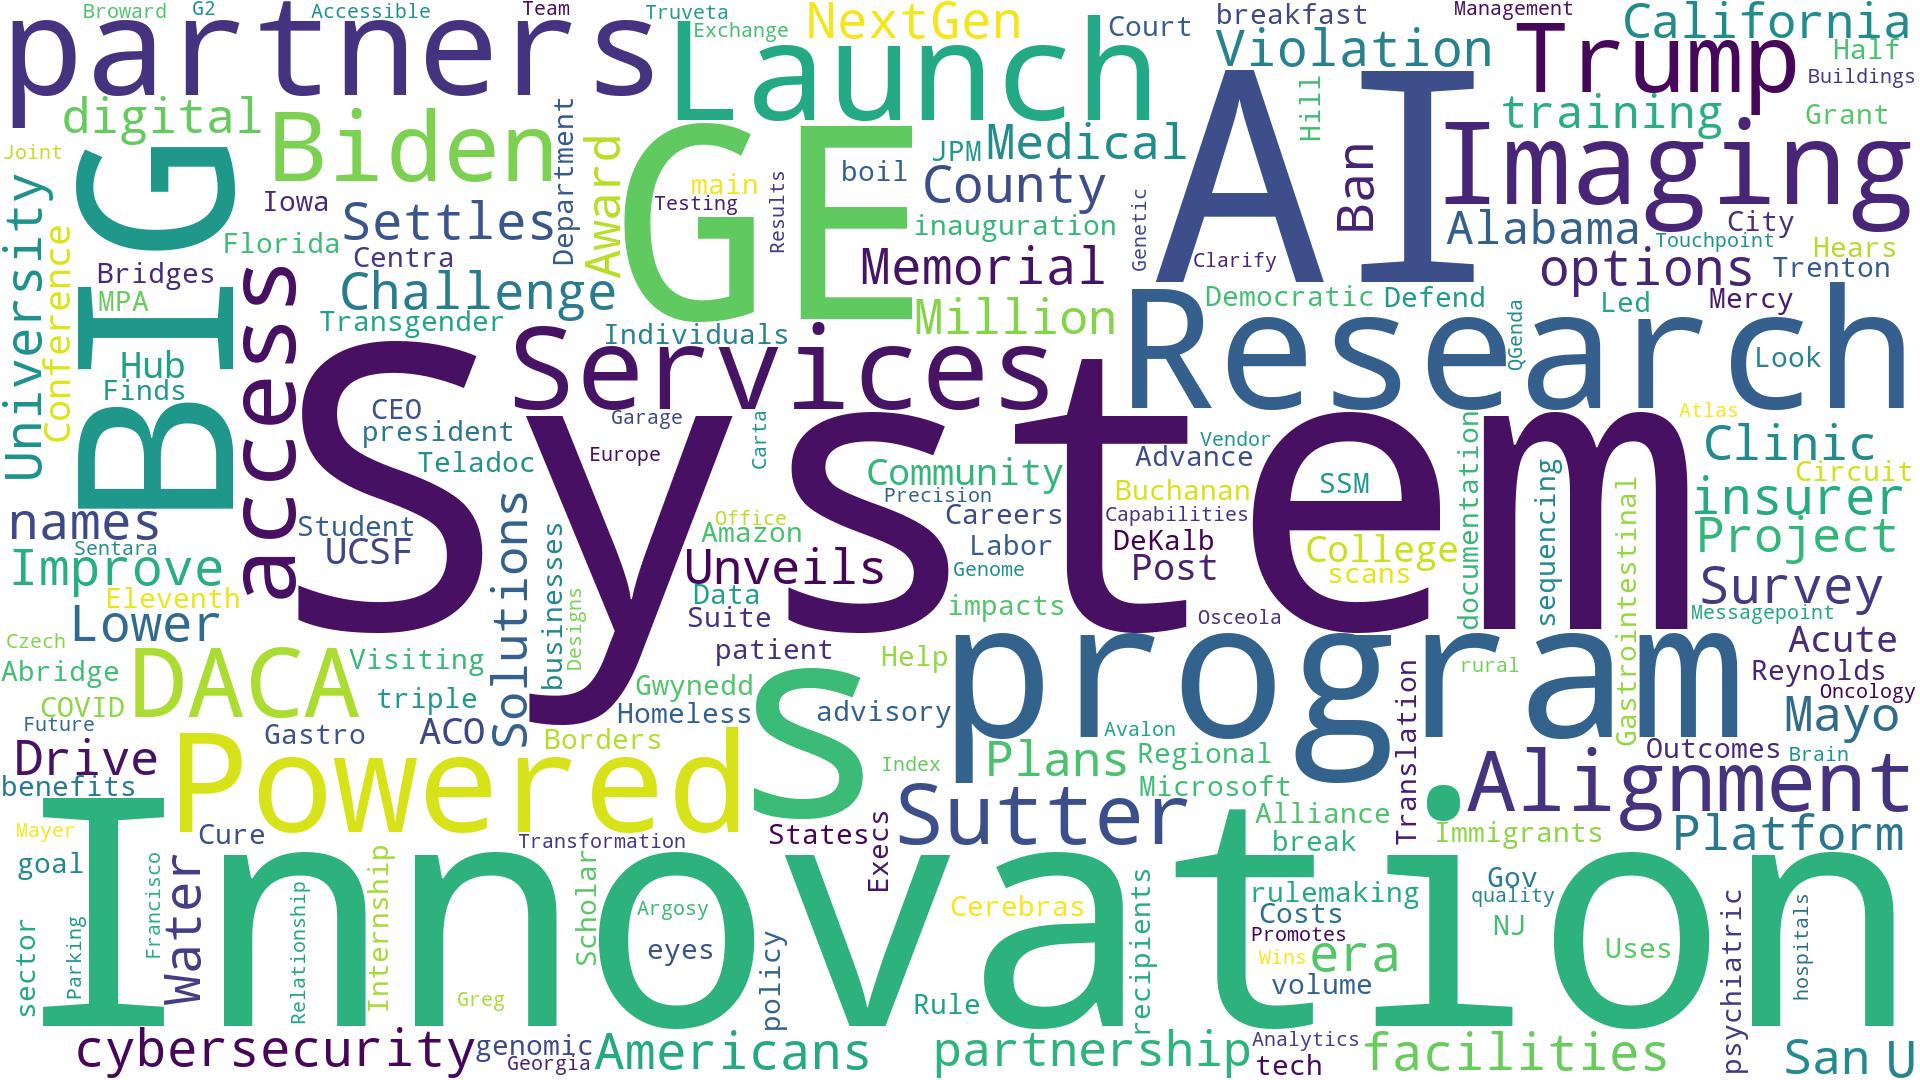 Broward
G2
Accessible
Team
Truveta
Exchange
NextGen
Court
breakfast
Management
California
partners
Launch
Violation
Trump
Half
Buildings
digital
Biden
Department
Award
GE
boil
JPM
Medical
AI
Hill
Ban
training
Grant
Imaging
Joint
University
Conference
BIG
Iowa
Settles
main
Testing
Results
County
Genetic
inauguration
Alabama
City
Touchpoint
Hears
Florida
Centra
Bridges
MPA
Challenge
Memorial
Clarify
options
Trenton
Transgender
Million
Democratic
Defend
Led
Mercy
access
Individuals
Services
Research
QGenda
Look
Hub
Finds
System
CEO
president
Teladoc
Garage
Europe
Carta
Community
Precision
Careers
Labor
Genome
Vendor
Advance
Buchanan
Capabilities
DeKalb
Post
SSM
College
scans
documentation
sequencing
Gastrointestinal
Atlas
Clinic
Circuit
insurer
Project
Survey
Messagepoint
names
Sentara
Improve
Eleventh
Lower
Student
UCSF
Solutions
businesses
Designs
Office
Amazon
Unveils
Data
Suite
patient
impacts
Osceola
Acute
Reynolds
Oncology
Mayo
Czech
Abridge
COVID
Future
DACA
Visiting
triple
Gastro
ACO
Gwynedd
Homeless
Borders
Help
advisory
s
program
rural
Translation
Avalon
Regional
Microsoft
Plans
Index
Outcomes
Brain
Alignment
Drive
benefits
Powered
Sutter
Alliance
break
Immigrants
Platform
Mayer
goal
Cure
Transformation
States
Execs
Innovation
Water
Francisco
Parking
sector
Relationship
Internship
Scholar
Argosy
eyes
Greg
policy
Cerebras
Rule
recipients
rulemaking
Costs
Promotes
Wins
era
volume
Gov
quality
NJ
Uses
psychiatric
hospitals
cybersecurity
genomic
Georgia
Americans
partnership
Analytics
tech
facilities
San
U